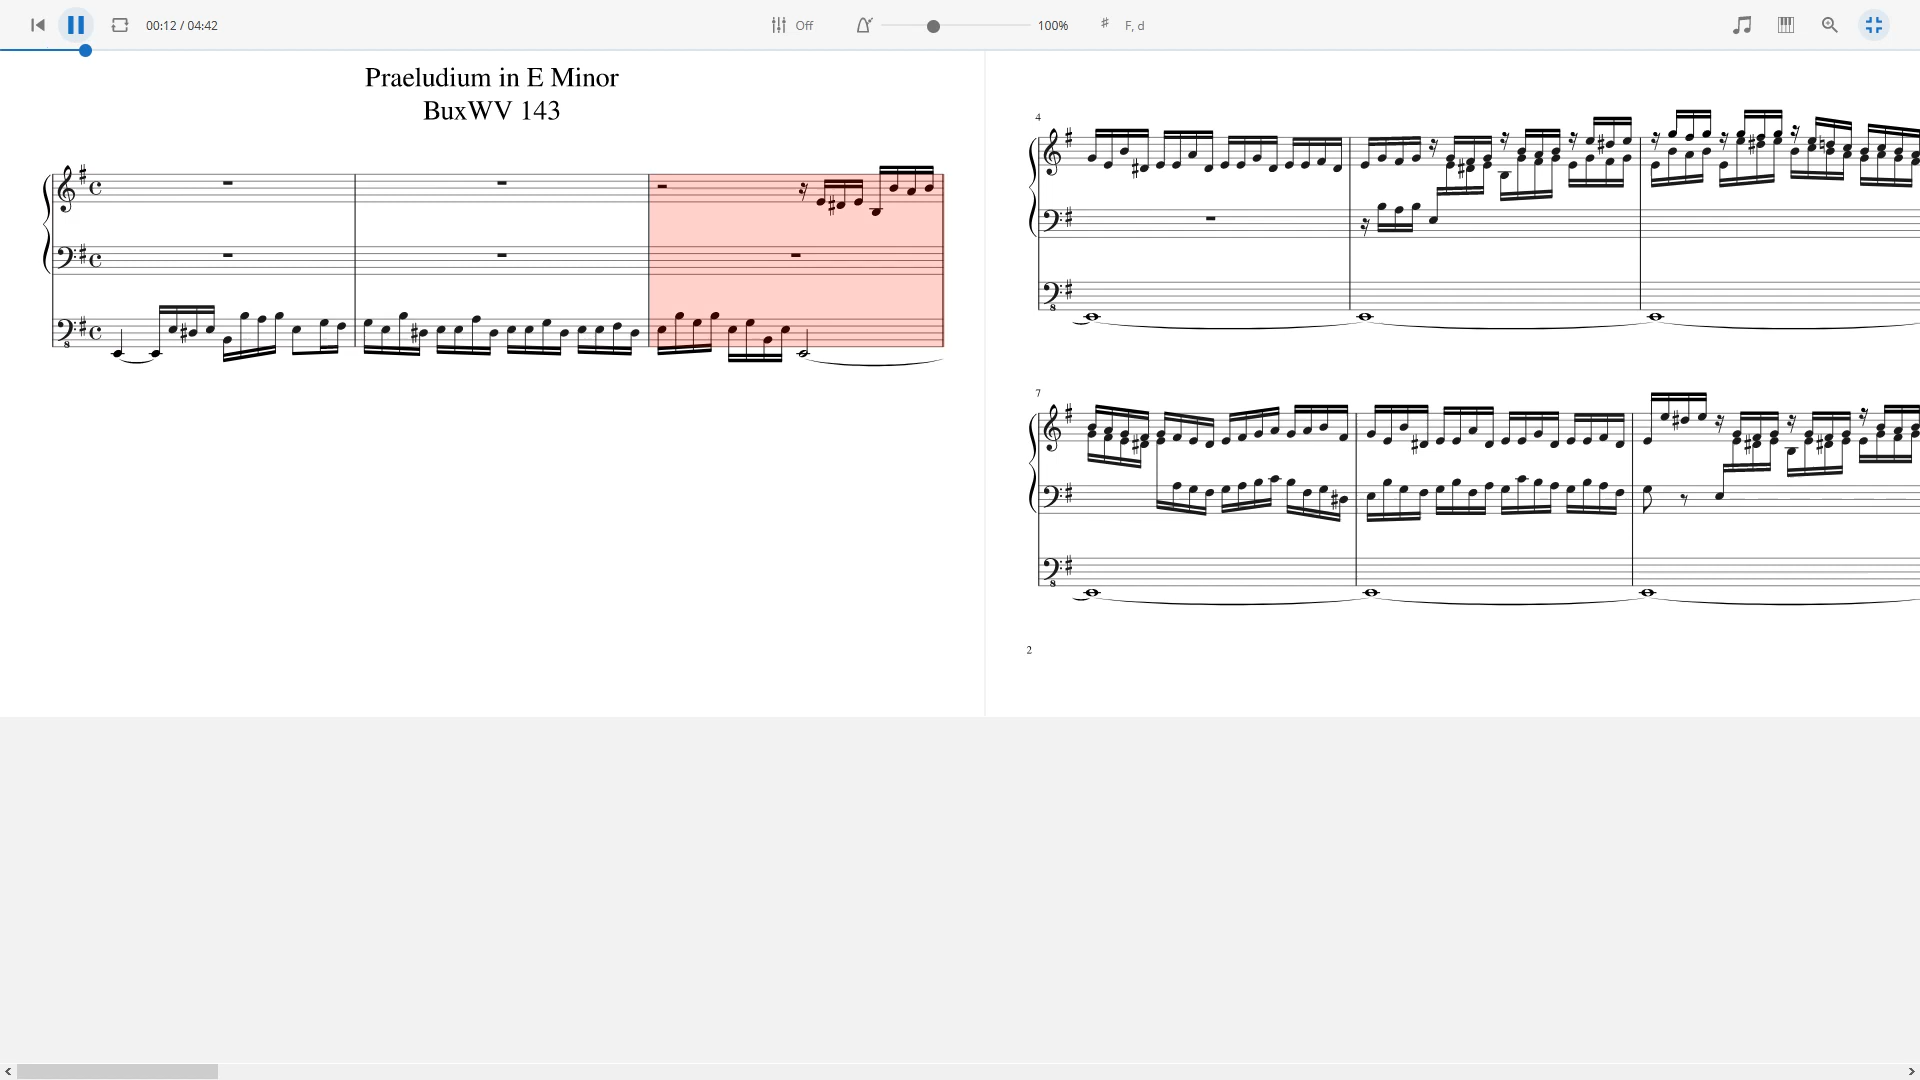 00:12 / 04:42
Off
100%
F, d
Praeludium in E Minor
BuxWV 143
4
7
2